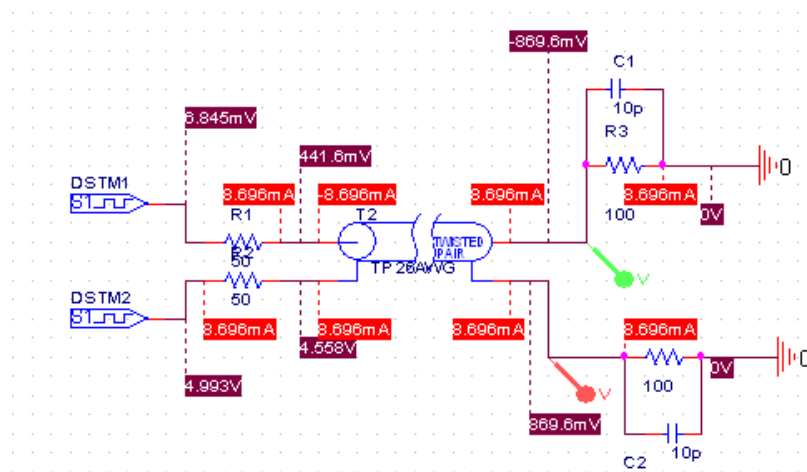 -869.6mV
C1
10p
6.845mV
R3
441.6mV
DSTM1
8.696mA
-8.696mA
8.696mA
8.696mA
0
S1
R1
T2
100
0V
R2
TWISTED
PAIR
50
TP 26AWG
V
DSTM2
50
S1
8.696mA
8.696mA
8.696mA
8.696mA
4.558V
0
0V
4.993V
100
V
869.6mV
10p
C2